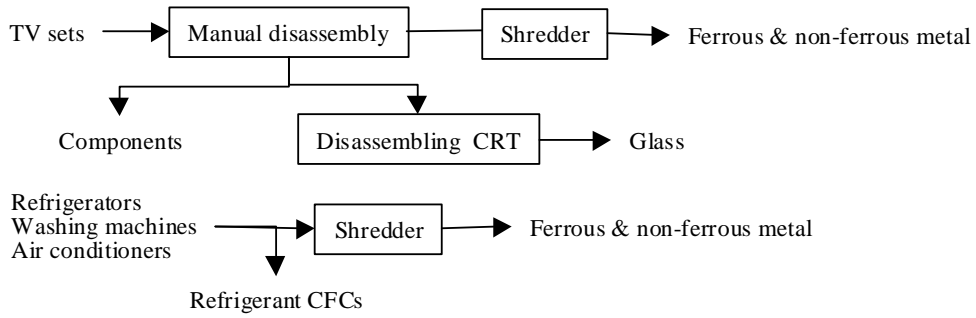 TV sets
Manual disassembly
Shredder
Ferrous & non-ferrous metal
Components
Disassembling CRT
Glass
Refrigerators
Washing machines
Air conditioners
Shredder
Ferrous & non-ferrous metal
Refrigerant CFCs